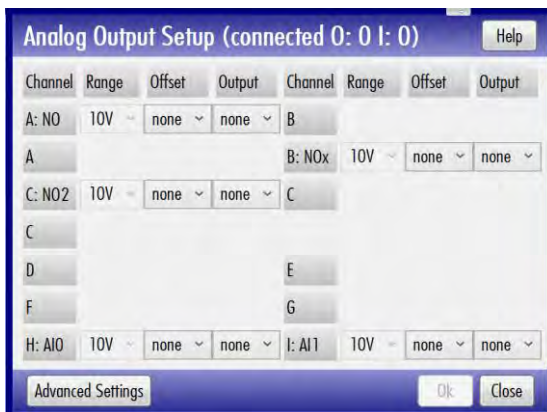 Analog Output Setup (connected O: 0 I: 0) Help
Channel Range Offset Output Channel Range Offset Output
A: NO 10V none none B
A B: NOx 10V none none
C: NO2 10V none none C
C
D E
F G
H: AI0 10V none none I: AI1 10V none none
Advanced Settings Ok Close